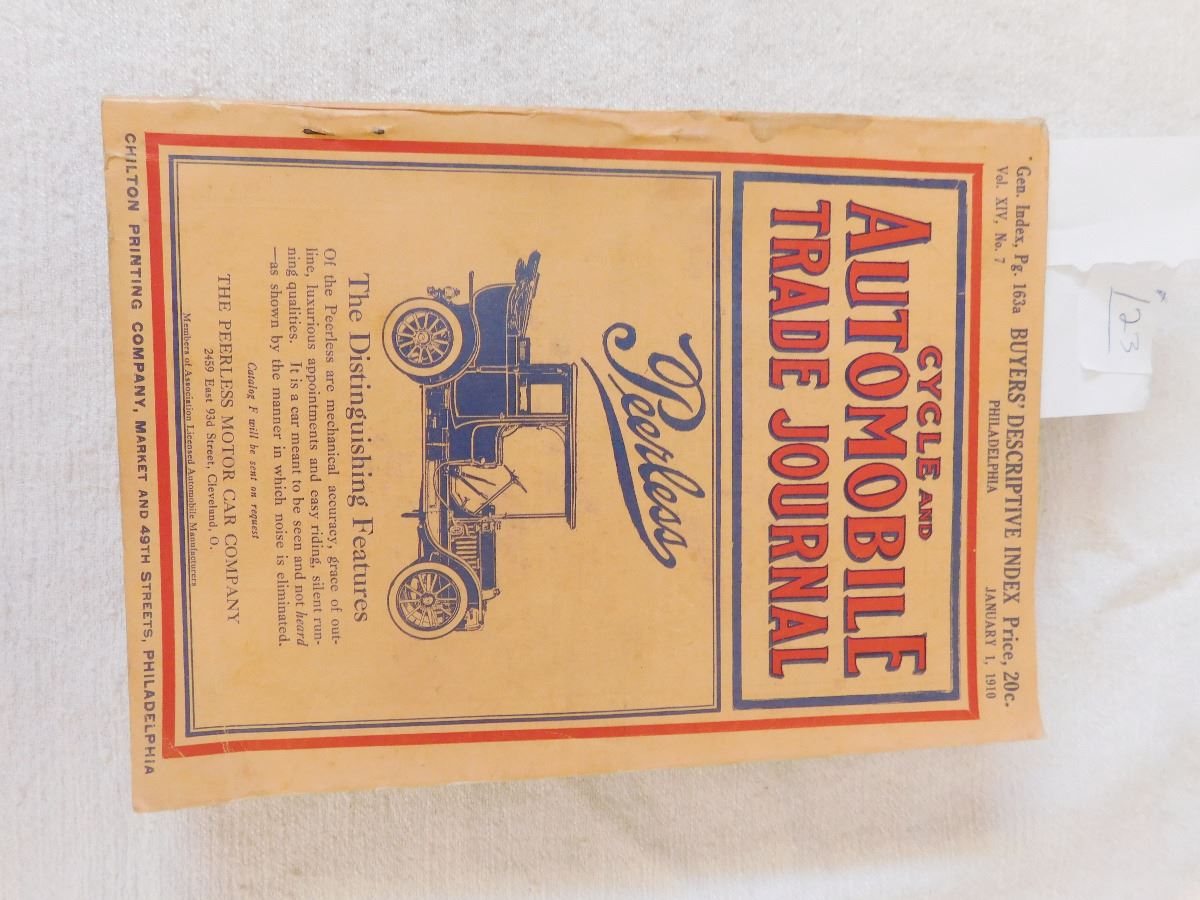 Gen. Index, Pg. 163a BUYERS' DESCRIPTIVE INDEX Price, 20c.
Vol. XIV, No. 7 PHILADELPHIA JANUARY 1, 1910
CYCLE AND
AUTOMOBILE
TRADE JOURNAL
Peerless
The Distinguishing Features
Of the Peerless are mechanical accuracy, grace of out-
line, luxurious appointments and easy riding, silent run-
ning qualities. It is a car meant to be seen and not heard
—as shown by the manner in which noise is eliminated.
Catalog F will be sent on request
THE PEERLESS MOTOR CAR COMPANY
2459 East 93d Street, Cleveland, O.
Members of Association Licensed Automobile Manufacturers
CHILTON PRINTING COMPANY, MARKET AND 49TH STREETS, PHILADELPHIA
123